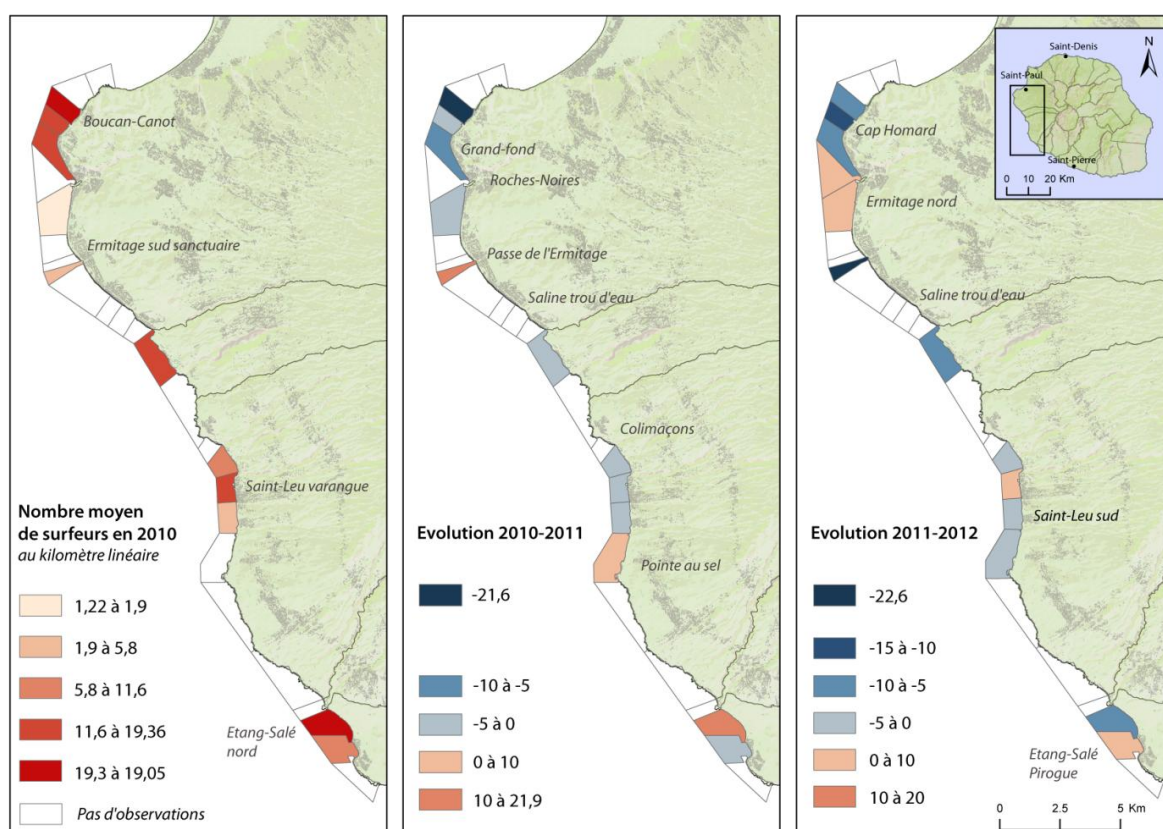 Boucan-Canot
Ermitage sud sanctuaire
Saint-Leu varangue
Nombre moyen
de surfeurs en 2010
au kilomètre linéaire
1,22 à 1,9
1,9 à 5,8
5,8 à 11,6
11,6 à 19,36
19,3 à 19,05
Pas d'observations
Etang-Salé
nord
Grand-fond
Roches-Noires
Passe de l'Ermitage
Saline trou d'eau
Colimaçons
Evolution 2010-2011
Pointe au sel
-21,6
-10 à -5
-5 à 0
0 à 10
10 à 21,9
Saint-Denis
N
Saint-Paul
Saint-Pierre
0 10 20 Km
Cap Homard
Ermitage nord
Saline trou d'eau
Saint-Leu sud
Evolution 2011-2012
-22,6
-15 à -10
-10 à -5
-5 à 0
0 à 10
10 à 20
Etang-Salé
Pirogue
0 2.5 5 Km